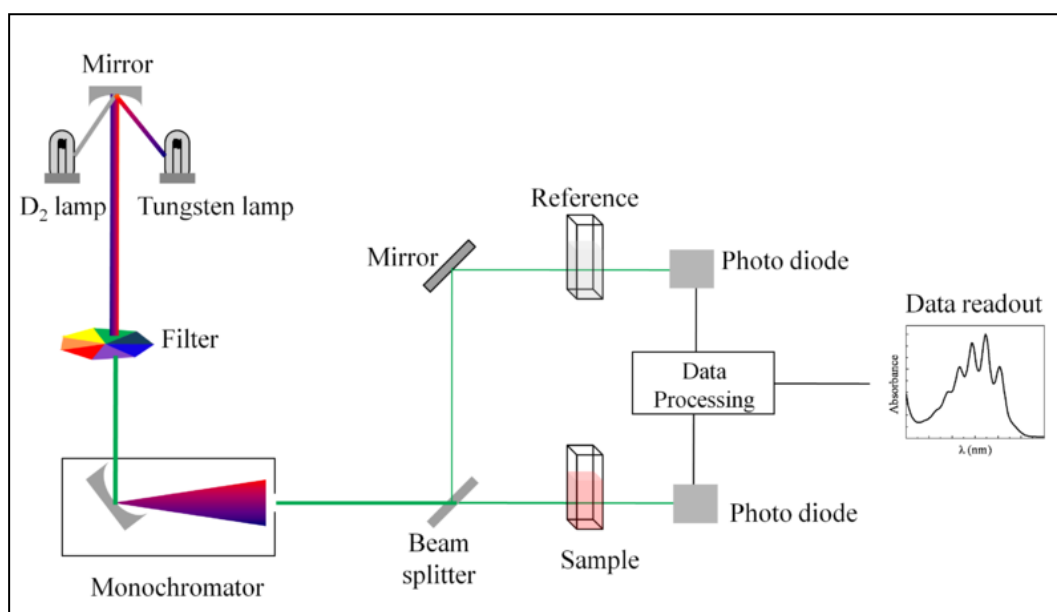 Mirror
D₂ lamp
Tungsten lamp
Filter
Monochromator
Beam
splitter
Mirror
Reference
Sample
Photo diode
Photo diode
Data
Processing
Data readout
Absorbance
λ (nm)